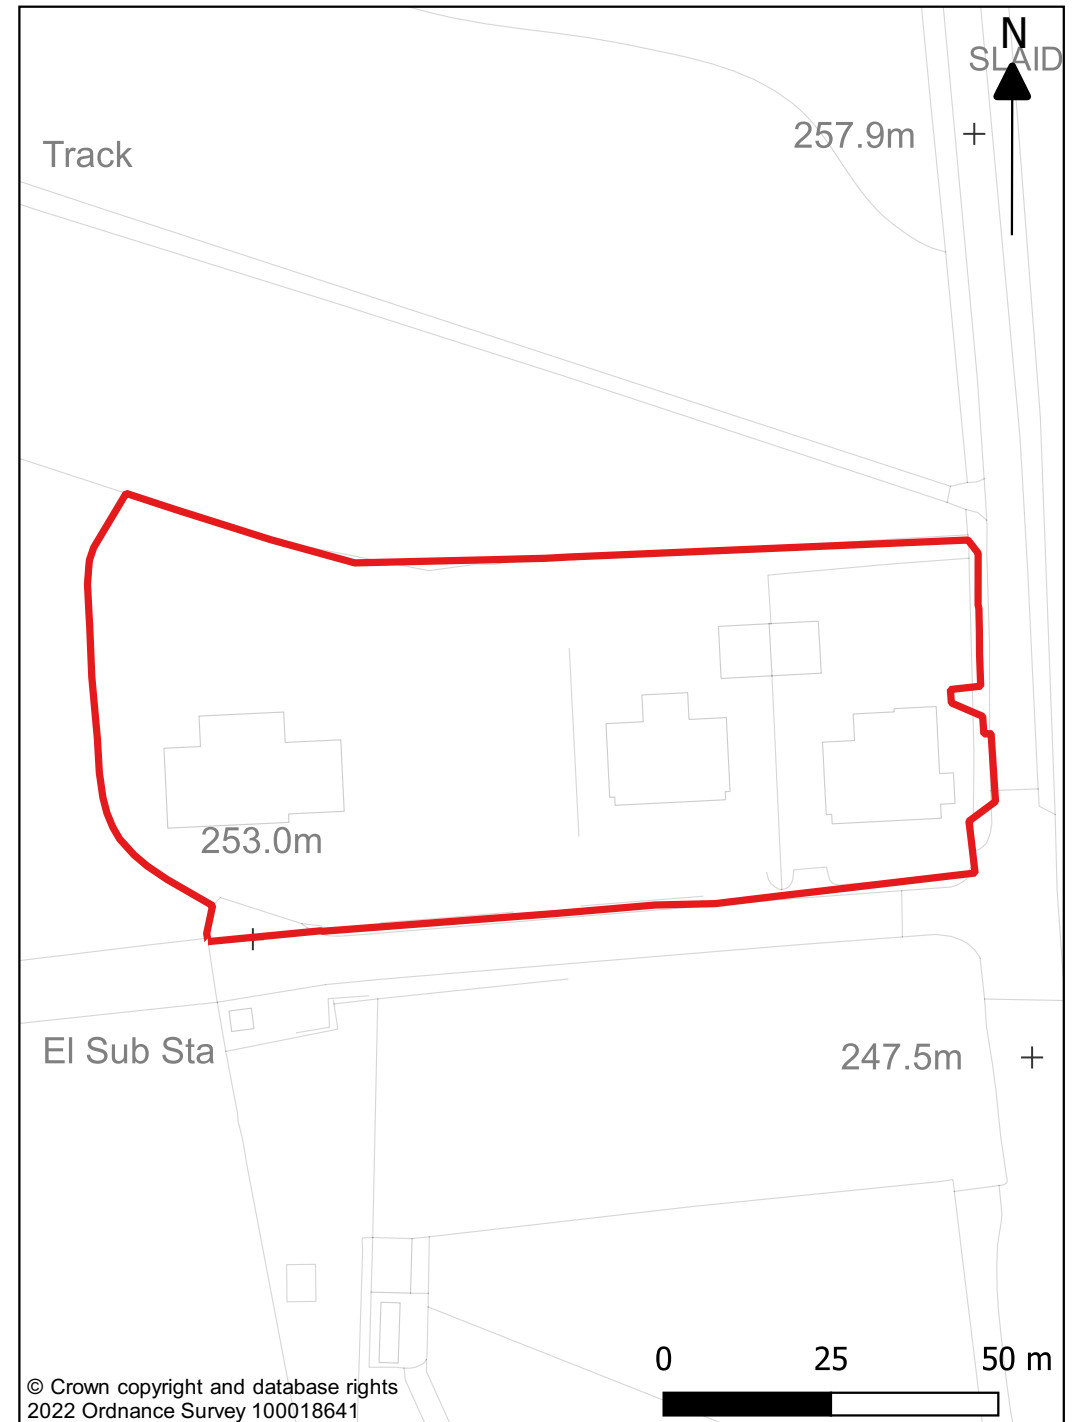 N
SLAID
257.9m
Track
253.0m
El Sub Sta
247.5m
0 25 50 m
© Crown copyright and database rights
2022 Ordnance Survey 100018641